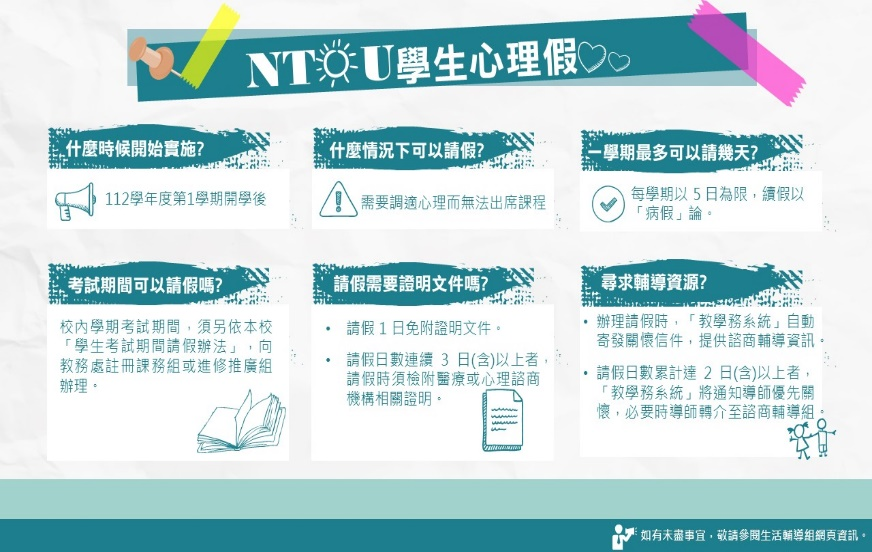 NTOU學生心理假
什麼時候開始實施?
112學年度第1學期開學後
什麼情況下可以請假?
需要調適心理而無法出席課程
一學期最多可以請幾天?
每學期以 5 日為限，續假以
「病假」論。
考試期間可以請假嗎?
校內學期考試期間，須另依本校
「學生考試期間請假辦法」，向
教務處註冊課務組或進修推廣組
辦理。
請假需要證明文件嗎?
• 請假 1 日免附證明文件。
• 請假日數連續 3 日(含)以上者，
請假時須檢附醫療或心理諮商
機構相關證明。
尋求輔導資源?
• 辦理請假時，「教學務系統」自動
寄發關懷信件，提供諮商輔導資訊。
• 請假日數累計達 2 日(含)以上者，
「教學務系統」將通知導師優先關
懷，必要時導師轉介至諮商輔導組。
如有未盡事宜，敬請參閱生活輔導組網頁資訊。